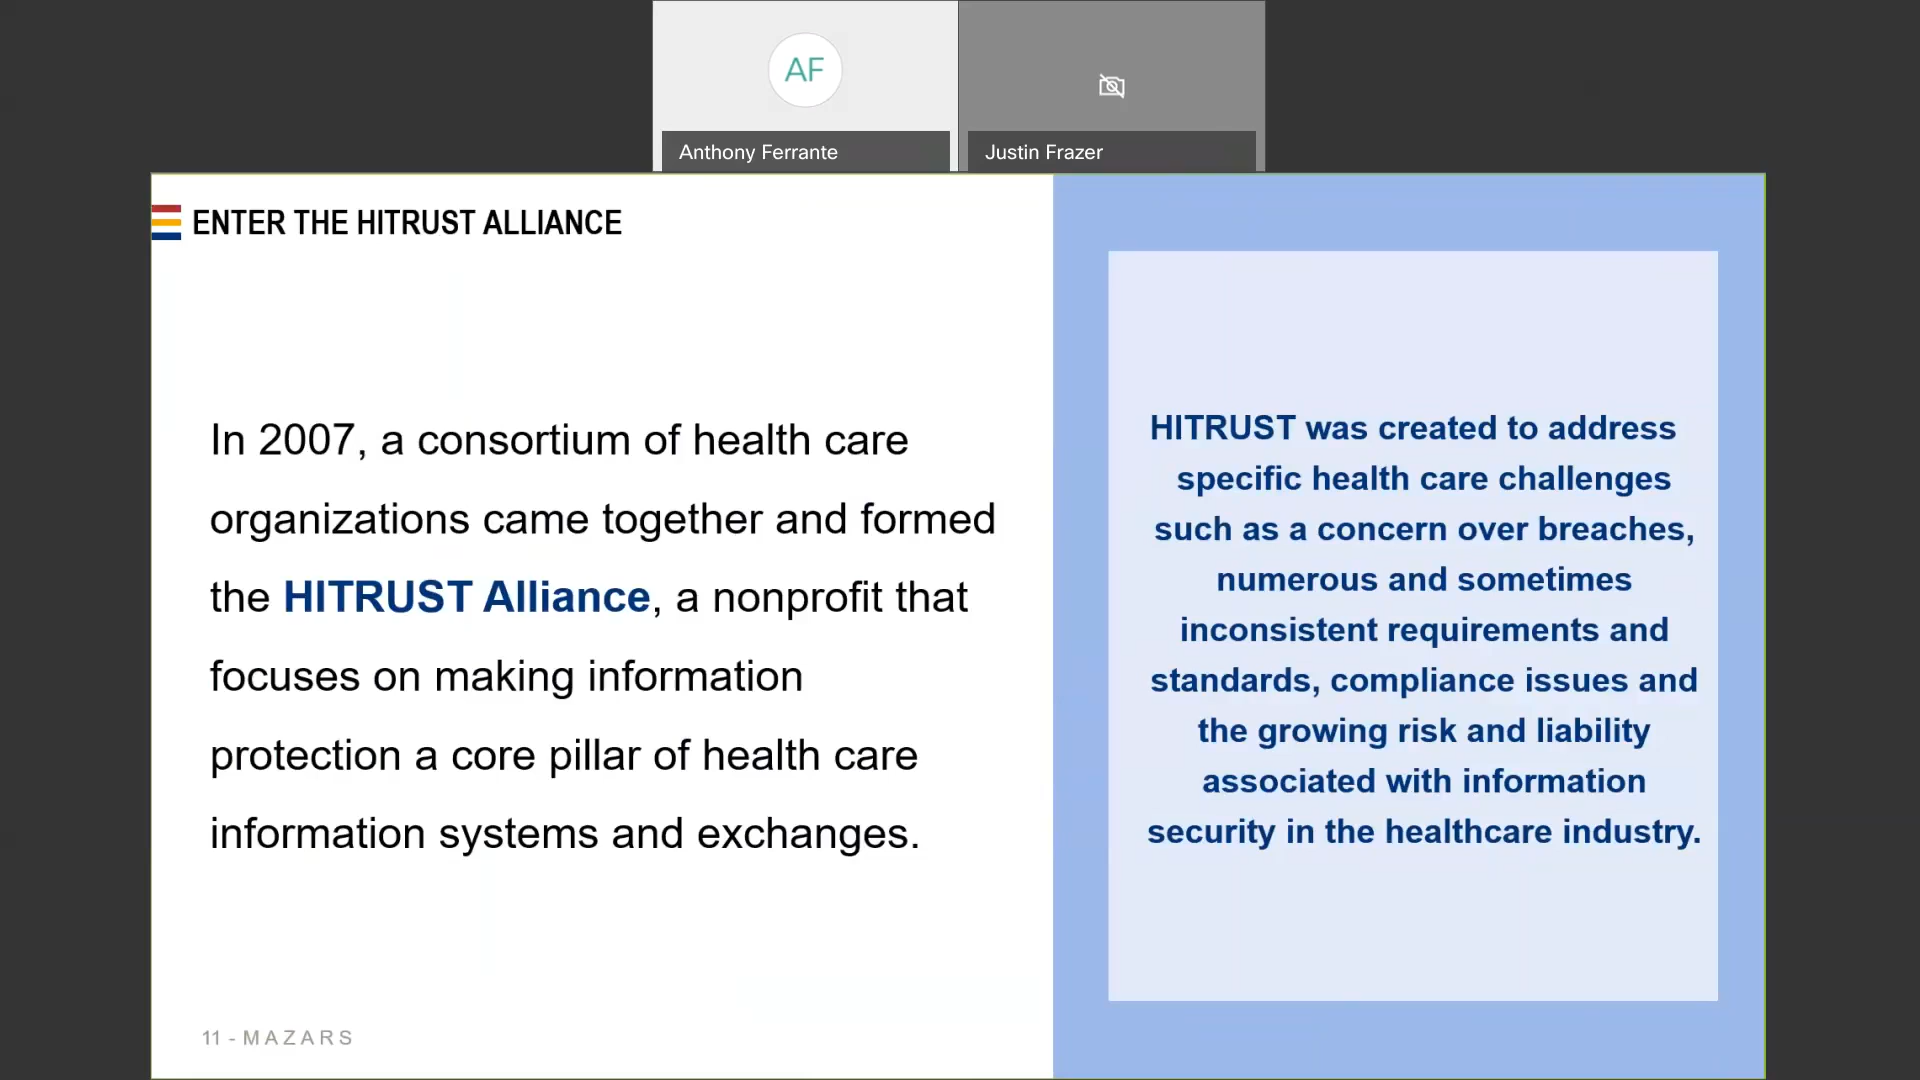 AF
Anthony Ferrante
Justin Frazer
ENTER THE HITRUST ALLIANCE
In 2007, a consortium of health care
organizations came together and formed
the HITRUST Alliance, a nonprofit that
focuses on making information
protection a core pillar of health care
information systems and exchanges.
HITRUST was created to address
specific health care challenges
such as a concern over breaches,
numerous and sometimes
inconsistent requirements and
standards, compliance issues and
the growing risk and liability
associated with information
security in the healthcare industry.
11 - MAZARS